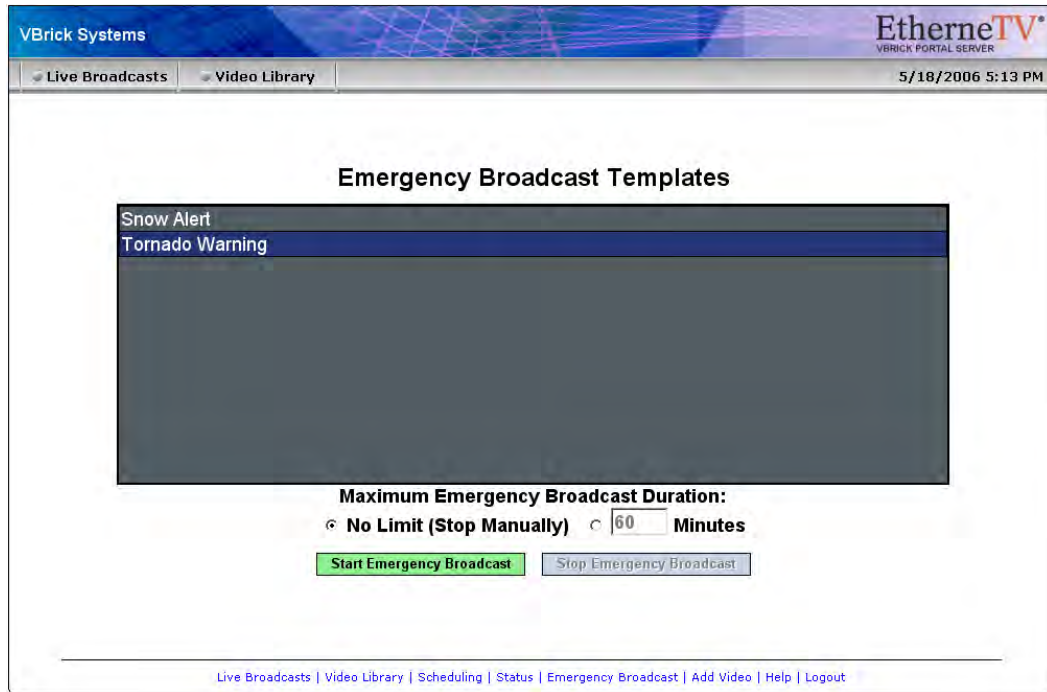 VBrick Systems
EtherneTV®
VBRICK PORTAL SERVER
Live Broadcasts Video Library 5/18/2006 5:13 PM
Emergency Broadcast Templates
Snow Alert
Tornado Warning
Maximum Emergency Broadcast Duration:
No Limit (Stop Manually) 60 Minutes
Start Emergency Broadcast Stop Emergency Broadcast
Live Broadcasts | Video Library | Scheduling | Status | Emergency Broadcast | Add Video | Help | Logout